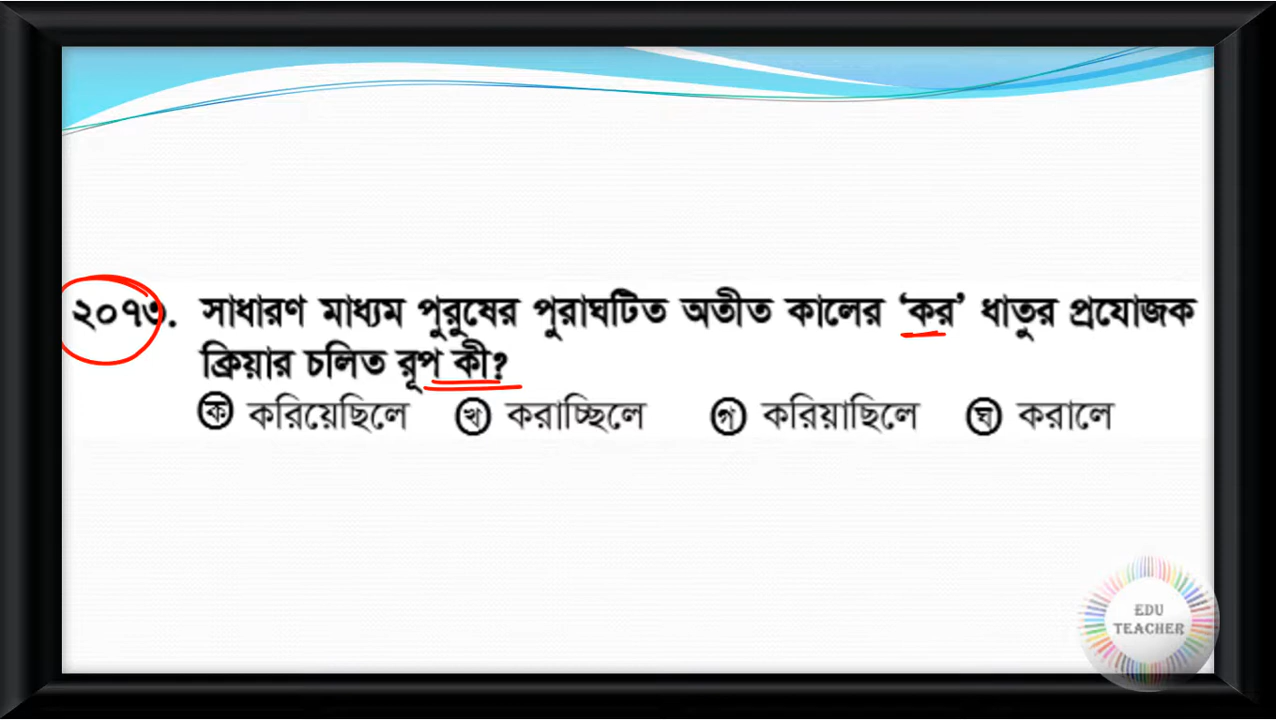 ২০৭৩. সাধারণ মাধ্যম পুরুষের পুরাঘটিত অতীত কালের ‘কর’ ধাতুর প্রযোজক
ক্রিয়ার চলিত রূপ কী?
ক করিয়েছিলে খ করাচ্ছিলে গ করিয়াছিলে ঘ করালে
EDU
TEACHER